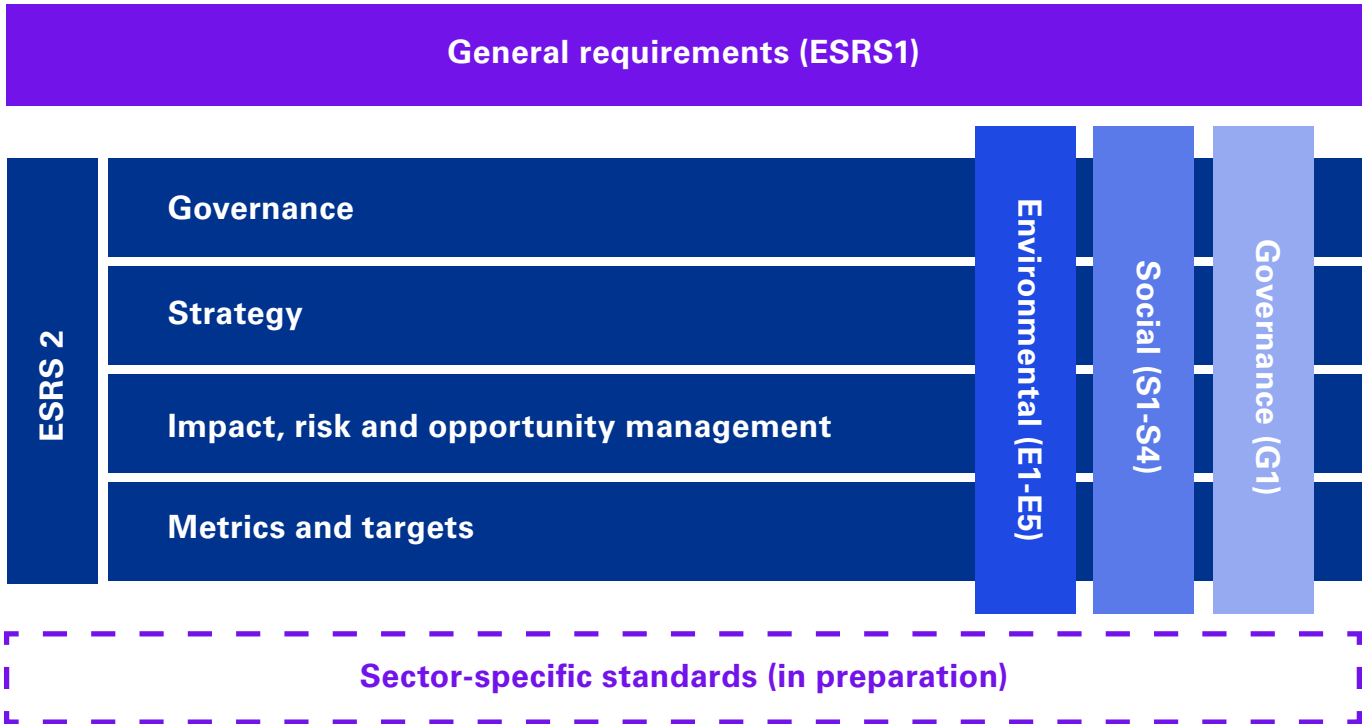 General requirements (ESRS1)
ESRS 2
Governance
Strategy
Impact, risk and opportunity management
Metrics and targets
Environmental (E1-E5)
Social (S1-S4)
Governance (G1)
Sector-specific standards (in preparation)